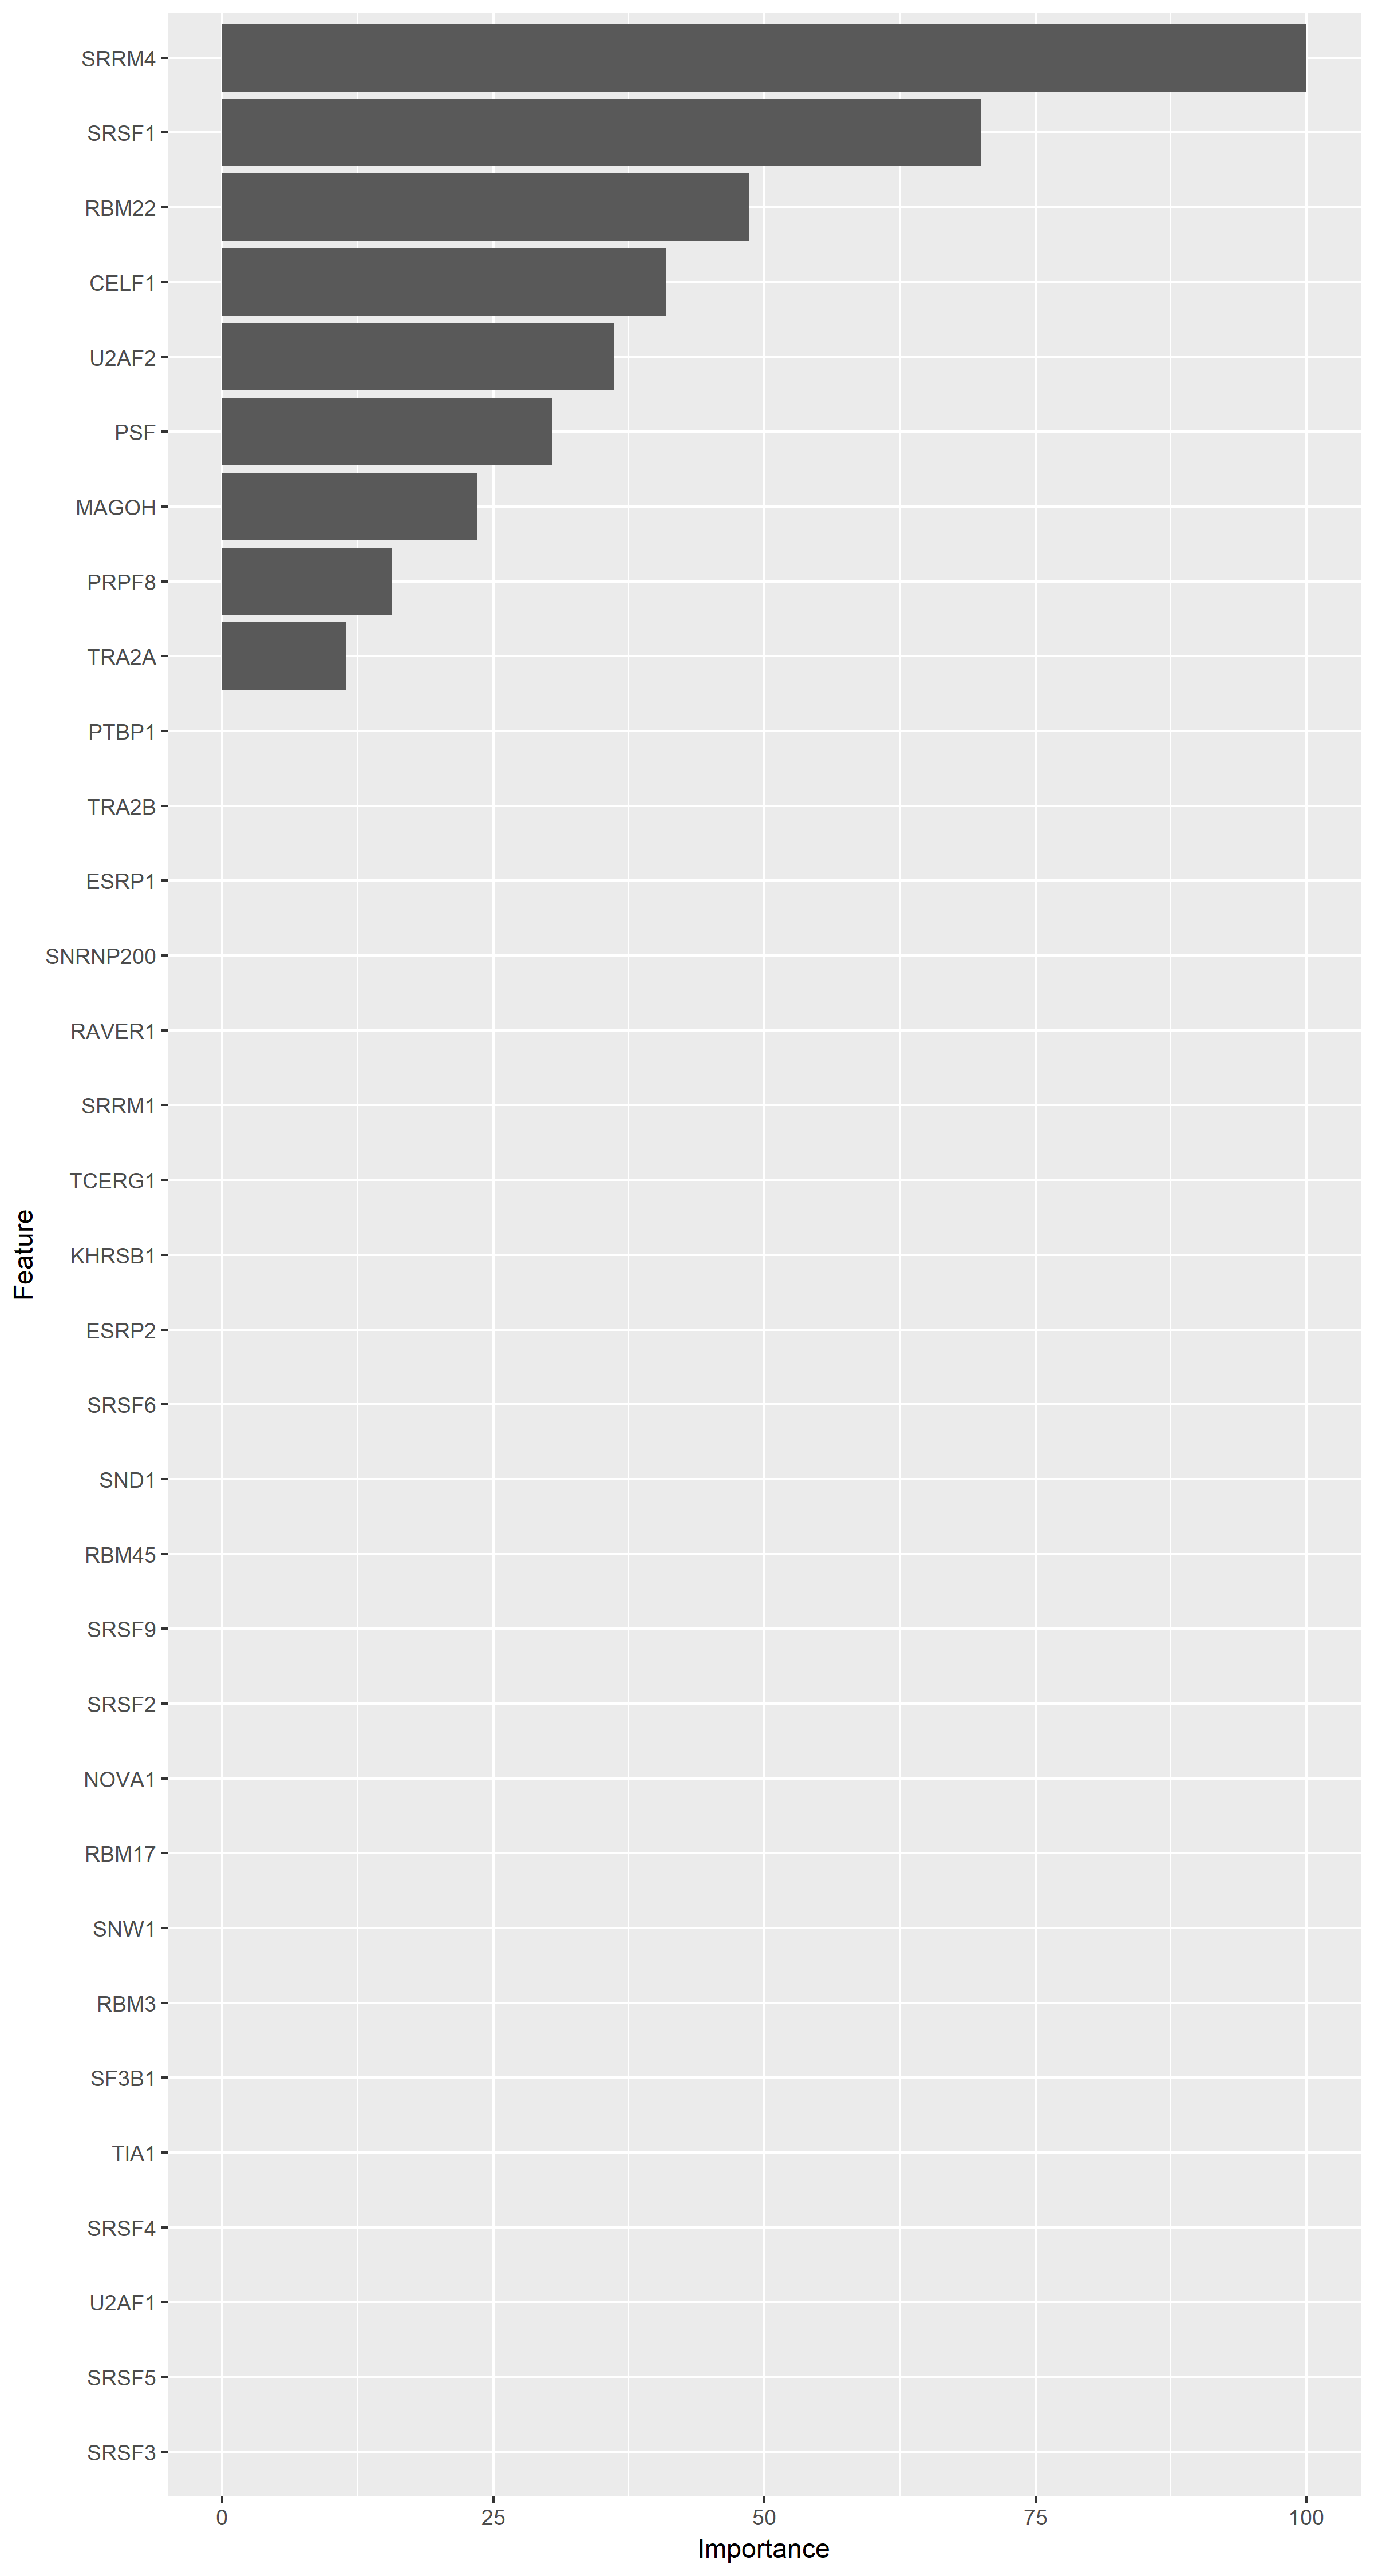 SRRM4
SRSF1
RBM22
CELF1
U2AF2
PSF
MAGOH
PRPF8
TRA2A
PTBP1
TRA2B
ESRP1
SNRNP200
RAVER1
SRRM1
TCERG1
KHRSB1
ESRP2
SRSF6
SND1
RBM45
SRSF9
SRSF2
NOVA1
RBM17
SNW1
RBM3
SF3B1
TIA1
SRSF4
U2AF1
SRSF5
SRSF3
Feature
0 25 50 75 100
Importance